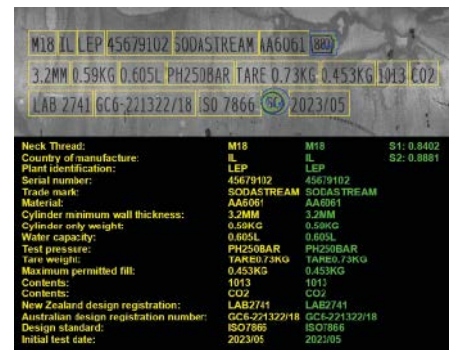 M18 IL LEP 45679102 SODASTREAM AA6061
3.2MM 0.59KG 0.605L PH250BAR TARE 0.73KG 0.453KG 1013 CO2
LAB 2741 GC6-221322/18 ISO 7866 2023/05
Neck Thread: M18 M18 S1: 0.8402
Country of manufacture: IL IL S2: 0.8881
Plant identification: LEP LEP
Serial number: 45679102 45679102
Trade mark: SODASTREAM SODASTREAM
Material: AA6061 AA6061
Cylinder minimum wall thickness: 3.2MM 3.2MM
Cylinder only weight: 0.59KG 0.59KG
Water capacity: 0.605L 0.605L
Test pressure: PH250BAR PH250BAR
Tare weight: TARE0.73KG TARE0.73KG
Maximum permitted fill: 0.453KG 0.453KG
Contents: 1013 1013
Contents: CO2 CO2
New Zealand design registration: LAB2741 LAB2741
Australian design registration number: GC6-221322/18 GC6-221322/18
Design standard: ISO7866 ISO7866
Initial test date: 2023/05 2023/05